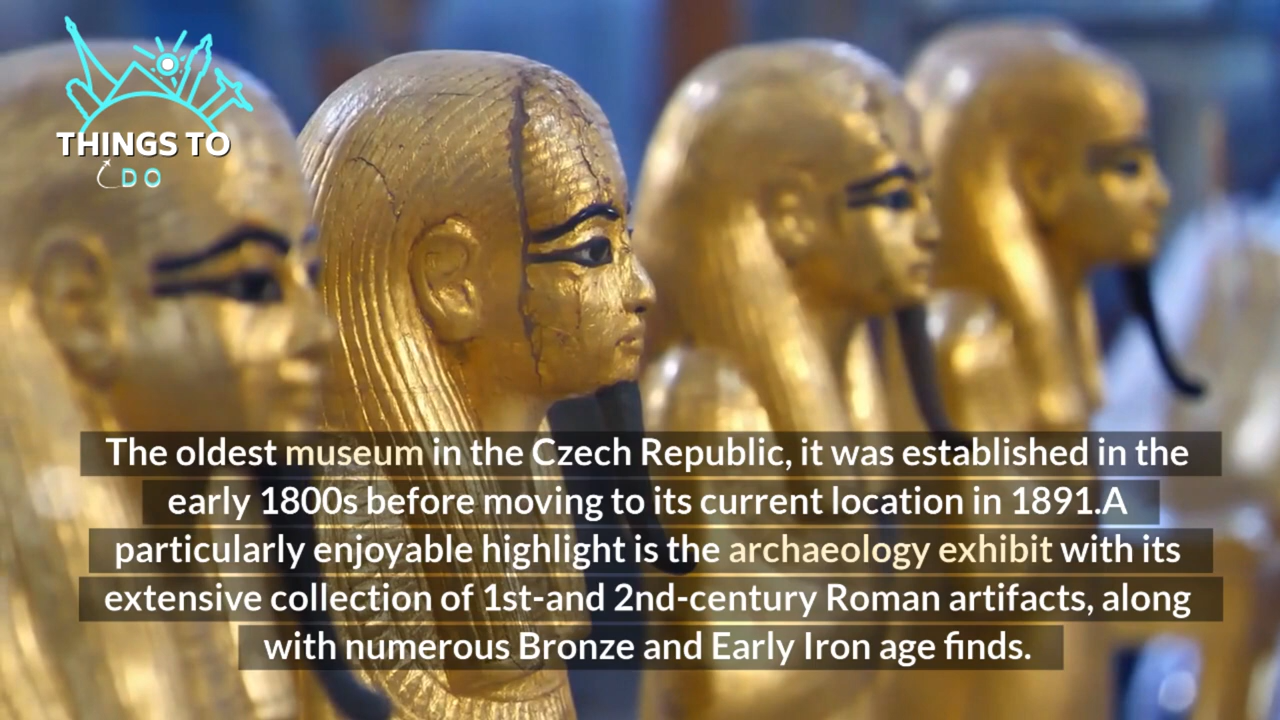 THINGS TO
DO
The oldest museum in the Czech Republic, it was established in the
early 1800s before moving to its current location in 1891.A
particularly enjoyable highlight is the archaeology exhibit with its
extensive collection of 1st-and 2nd-century Roman artifacts, along
with numerous Bronze and Early Iron age finds.